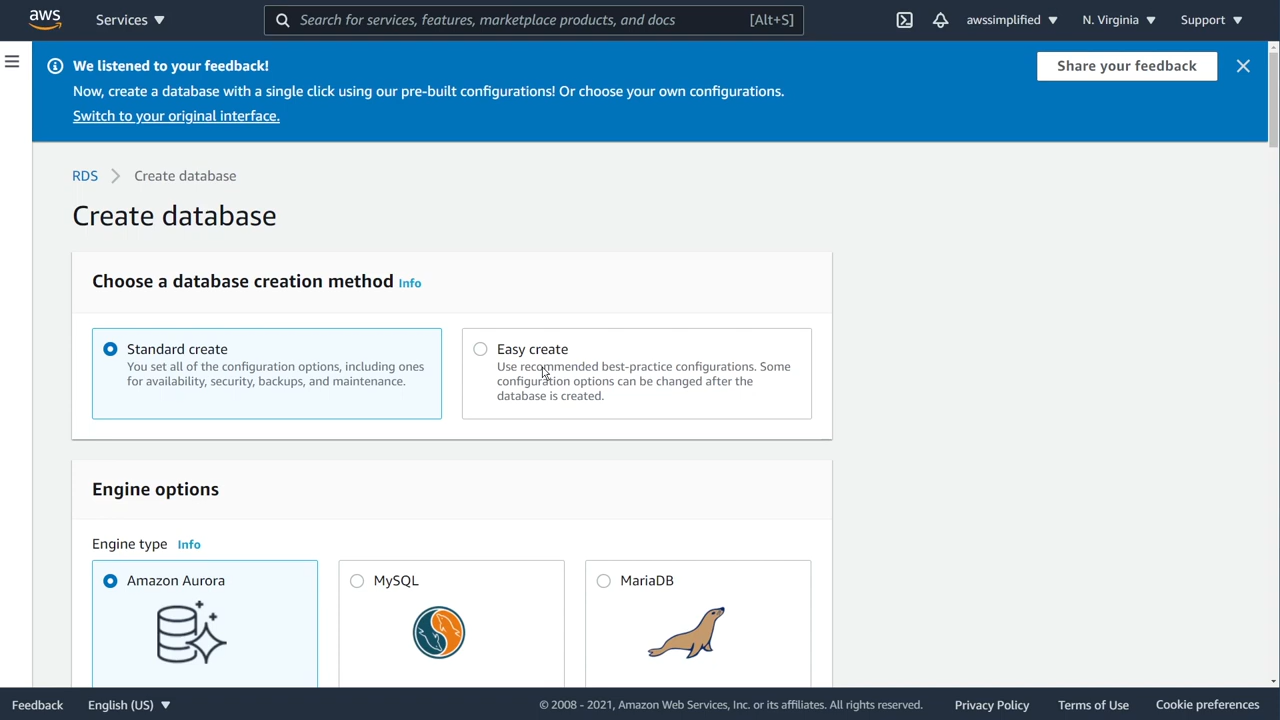 aws
Services
Search for services, features, marketplace products, and docs [Alt+S]
awssimplified
N. Virginia
Support
We listened to your feedback!
Now, create a database with a single click using our pre-built configurations! Or choose your own configurations.
Switch to your original interface.
Share your feedback
RDS Create database
Create database
Choose a database creation method Info
Standard create
You set all of the configuration options, including ones
for availability, security, backups, and maintenance.
Easy create
Use recommended best-practice configurations. Some
configuration options can be changed after the
database is created.
Engine options
Engine type Info
Amazon Aurora
MySQL
MariaDB
Feedback
English (US)
© 2008 - 2021, Amazon Web Services, Inc. or its affiliates. All rights reserved.
Privacy Policy
Terms of Use
Cookie preferences